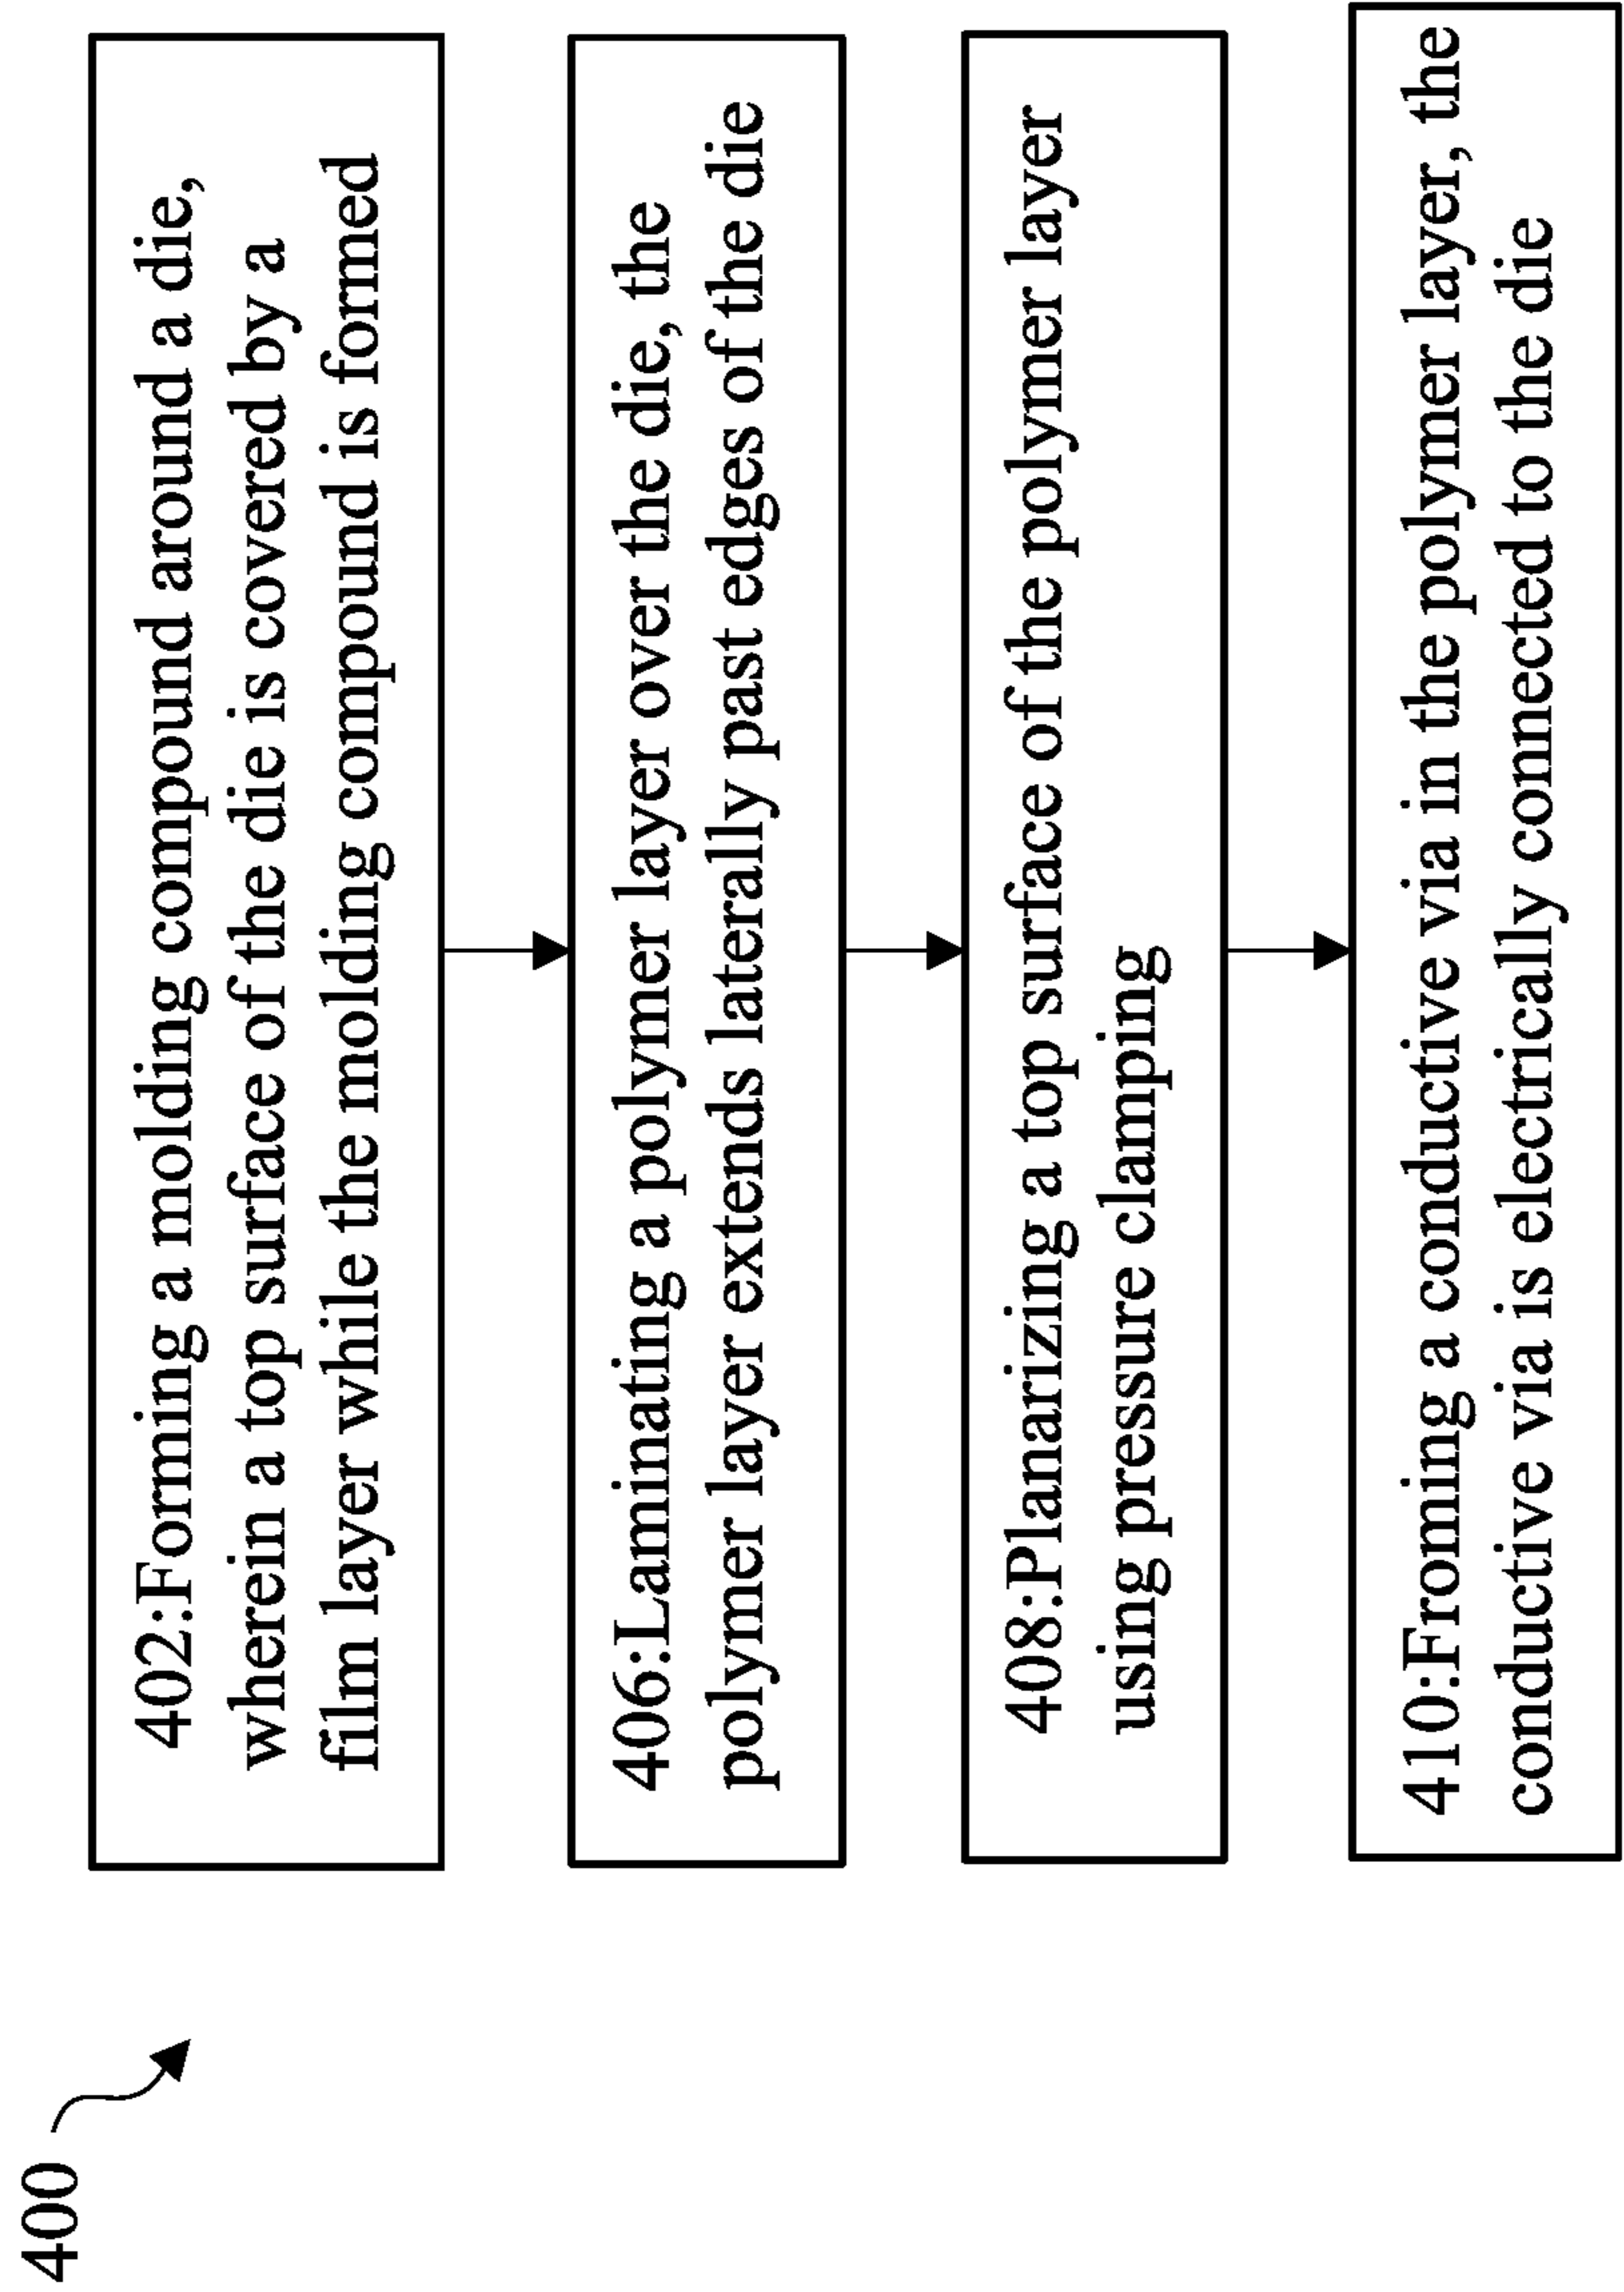 400
402:Forming a molding compound around a die,
wherein a top surface of the die is covered by a
film layer while the molding compound is formed
406:Laminating a polymer layer over the die, the
polymer layer extends laterally past edges of the die
408:Planarizing a top surface of the polymer layer
using pressure clamping
410:Froming a conductive via in the polymer layer, the
conductive via is electrically connected to the die